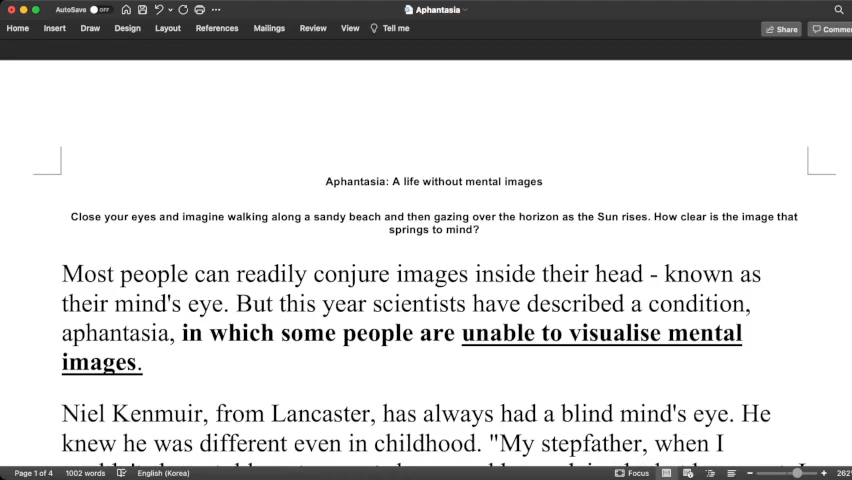 AutoSave OFF
Aphantasia
Home Insert Draw Design Layout References Mailings Review View Tell me
Share
Aphantasia: A life without mental images
Close your eyes and imagine walking along a sandy beach and then gazing over the horizon as the Sun rises. How clear is the image that
springs to mind?
Most people can readily conjure images inside their head - known as
their mind's eye. But this year scientists have described a condition,
aphantasia, in which some people are unable to visualise mental
images.
Niel Kenmuir, from Lancaster, has always had a blind mind's eye. He
knew he was different even in childhood. "My stepfather, when I
Page 1 of 4 1002 words English (Korea) Focus